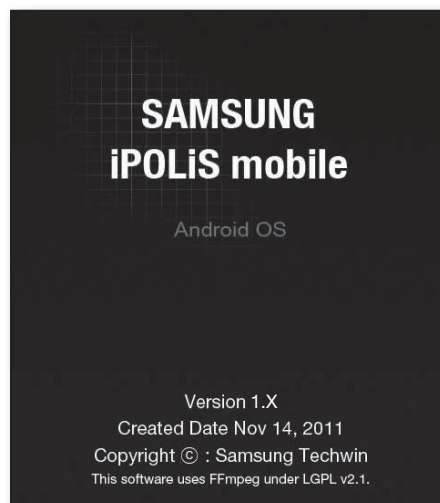 SAMSUNG
iPOLiS mobile
Android OS
Version 1.X
Created Date Nov 14, 2011
Copyright ⓒ : Samsung Techwin
This software uses FFmpeg under LGPL v2.1.